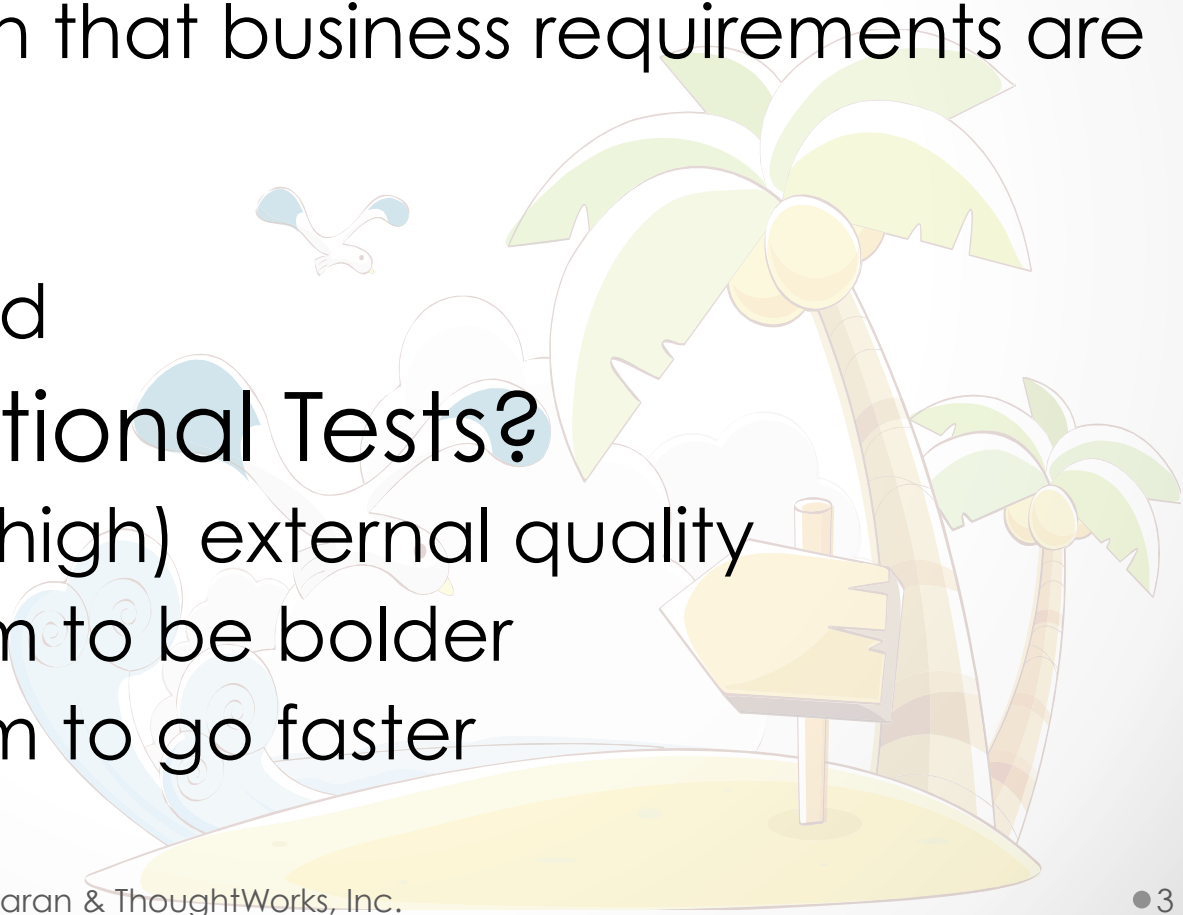 n that business requirements are
d
tional Tests?
high) external quality
m to be bolder
m to go faster
aran & ThoughtWorks, Inc.
3